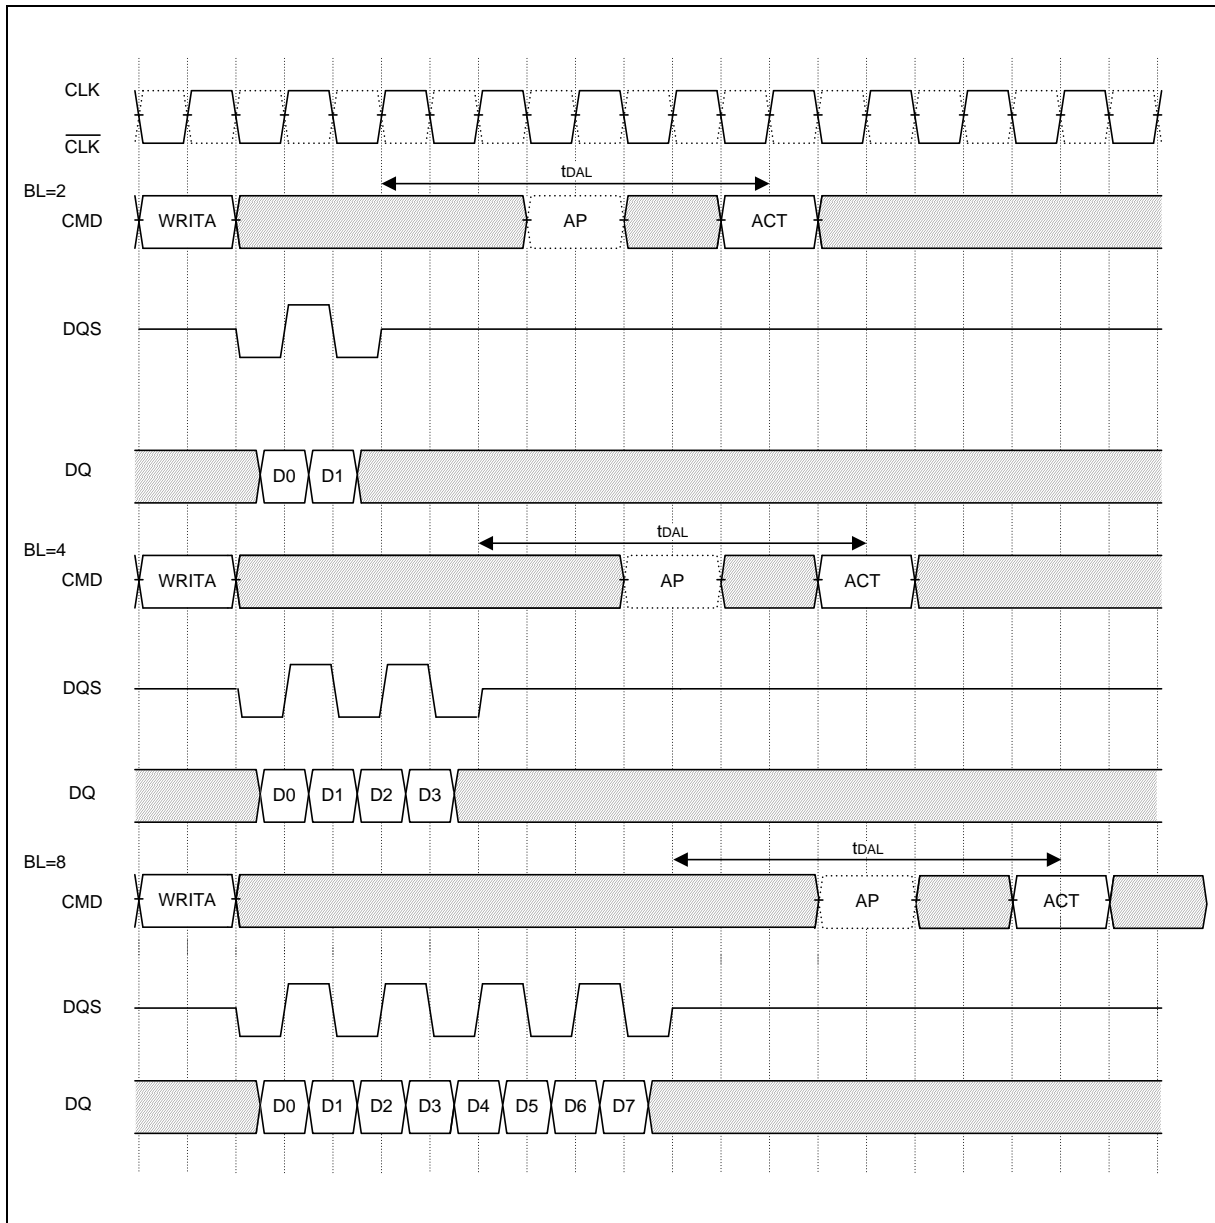 CLK
CLK
tDAL
BL=2
CMD WRITA AP ACT
DQS
DQ D0 D1
tDAL
BL=4
CMD WRITA AP ACT
DQS
DQ D0 D1 D2 D3
tDAL
BL=8
CMD WRITA AP ACT
DQS
DQ D0 D1 D2 D3 D4 D5 D6 D7